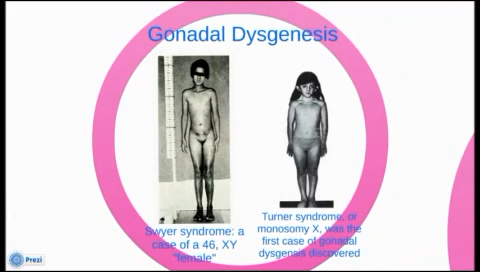 Gonadal Dysgenesis
Swyer syndrome: a
case of a 46, XY
"female"
Turner syndrome, or
monosomy X, was the
first case of gonadal
dysgensis discovered
Prezi